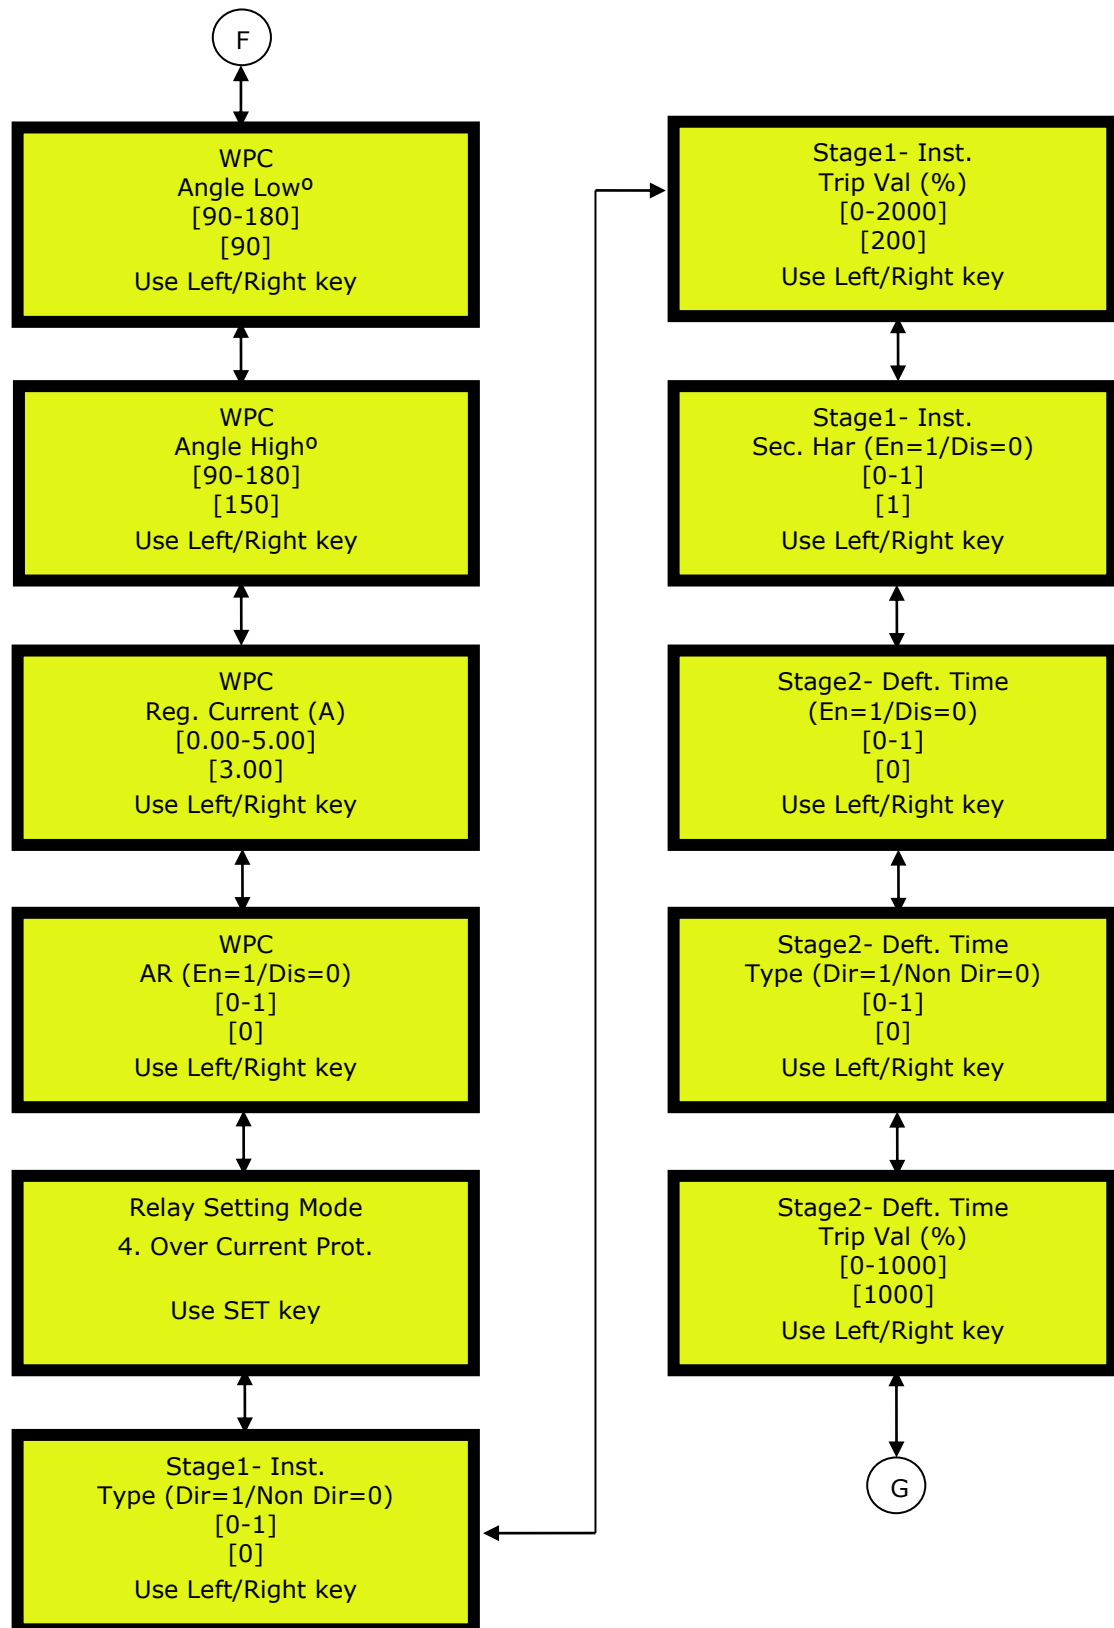 F
WPC
Angle Lowº
[90-180]
[90]
Use Left/Right key
WPC
Angle Highº
[90-180]
[150]
Use Left/Right key
WPC
Reg. Current (A)
[0.00-5.00]
[3.00]
Use Left/Right key
WPC
AR (En=1/Dis=0)
[0-1]
[0]
Use Left/Right key
Relay Setting Mode
4. Over Current Prot.
Use SET key
Stage1- Inst.
Type (Dir=1/Non Dir=0)
[0-1]
[0]
Use Left/Right key
Stage1- Inst.
Trip Val (%)
[0-2000]
[200]
Use Left/Right key
Stage1- Inst.
Sec. Har (En=1/Dis=0)
[0-1]
[1]
Use Left/Right key
Stage2- Deft. Time
(En=1/Dis=0)
[0-1]
[0]
Use Left/Right key
Stage2- Deft. Time
Type (Dir=1/Non Dir=0)
[0-1]
[0]
Use Left/Right key
Stage2- Deft. Time
Trip Val (%)
[0-1000]
[1000]
Use Left/Right key
G